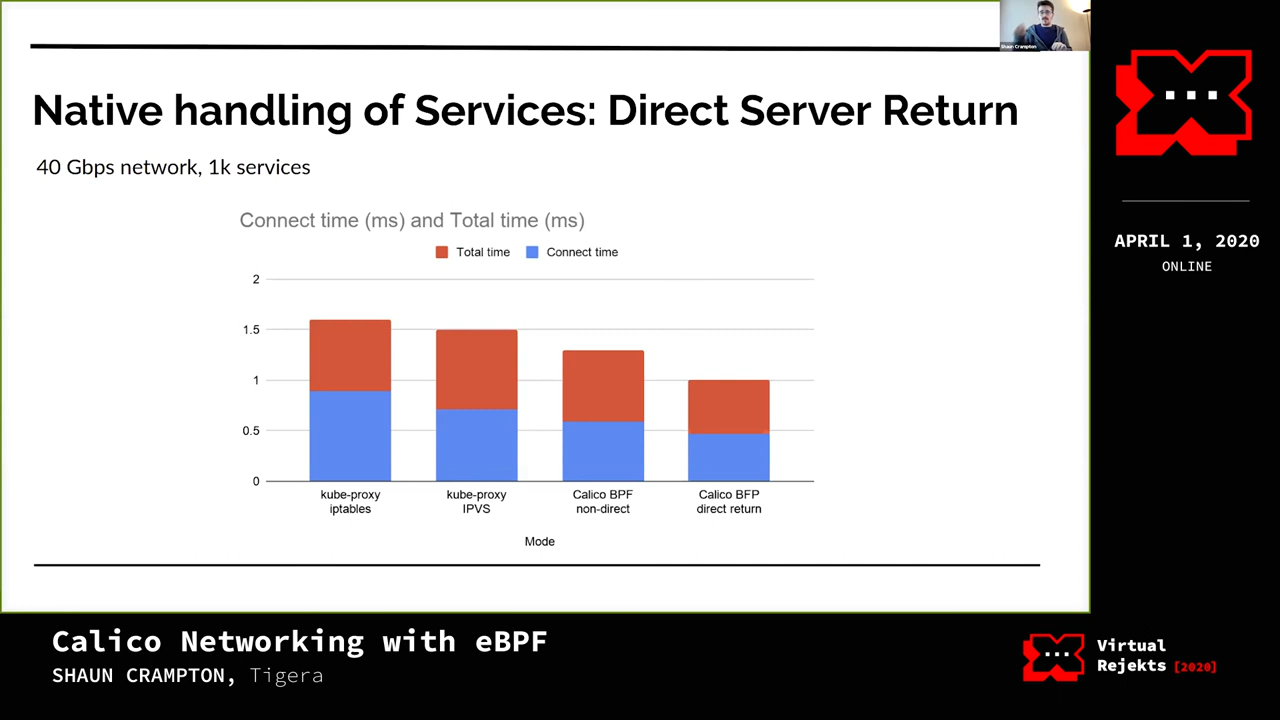 Shaun Crampton
Native handling of Services: Direct Server Return
40 Gbps network, 1k services
Connect time (ms) and Total time (ms)
Total time
Connect time
2
1.5
1
0.5
0
kube-proxy
iptables
kube-proxy
IPVS
Calico BPF
non-direct
Calico BFP
direct return
Mode
APRIL 1, 2020
ONLINE
Calico Networking with eBPF
SHAUN CRAMPTON, Tigera
Virtual
Rejekts [2020]